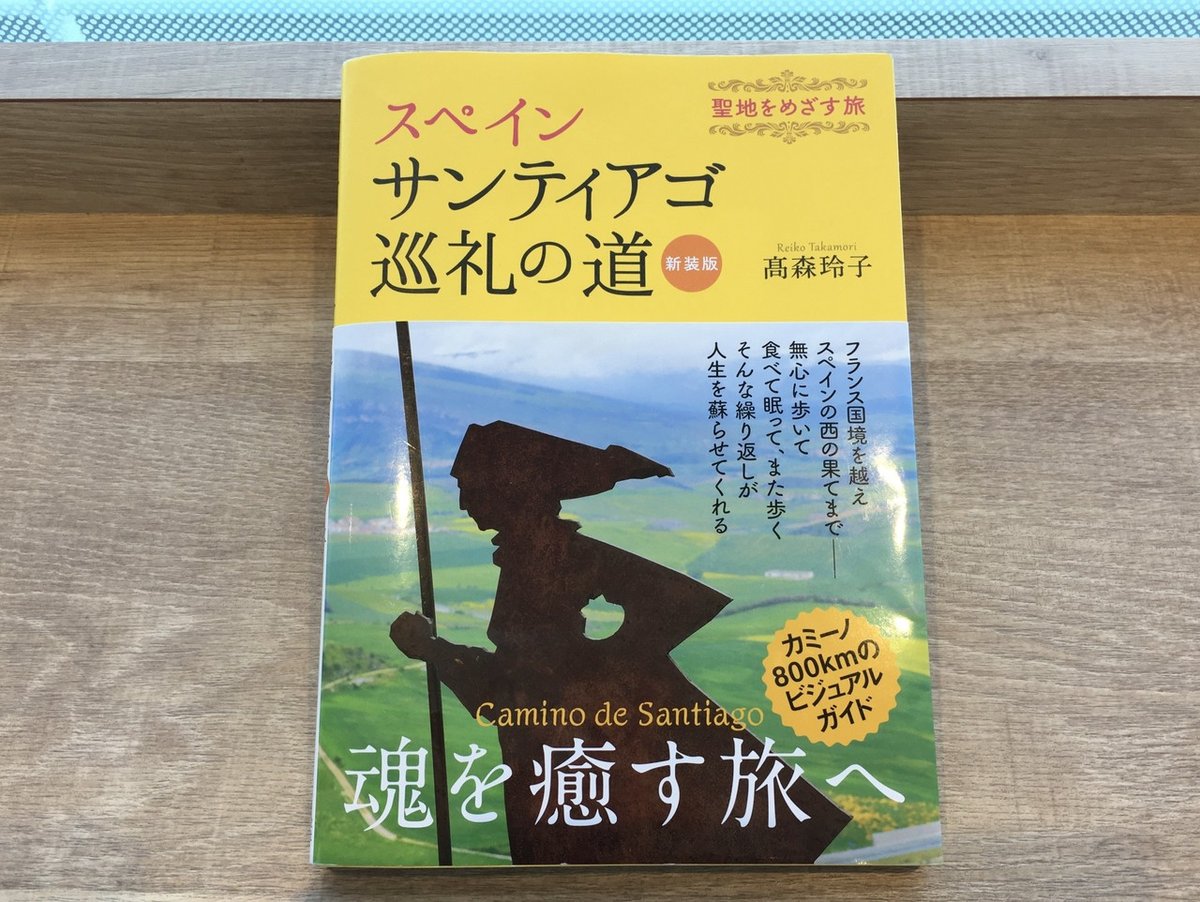 聖地をめざす旅
スペイン
サンティアゴ
巡礼の道
新装版
Reiko Takamori
髙森玲子
フランス国境を越え
スペインの西の果てまで──
無心に歩いて
食べて眠って、また歩く
そんな繰り返しが
人生を蘇らせてくれる
カミーノ
800kmの
ビジュアル
ガイド
Camino de Santiago
魂を癒す旅へ